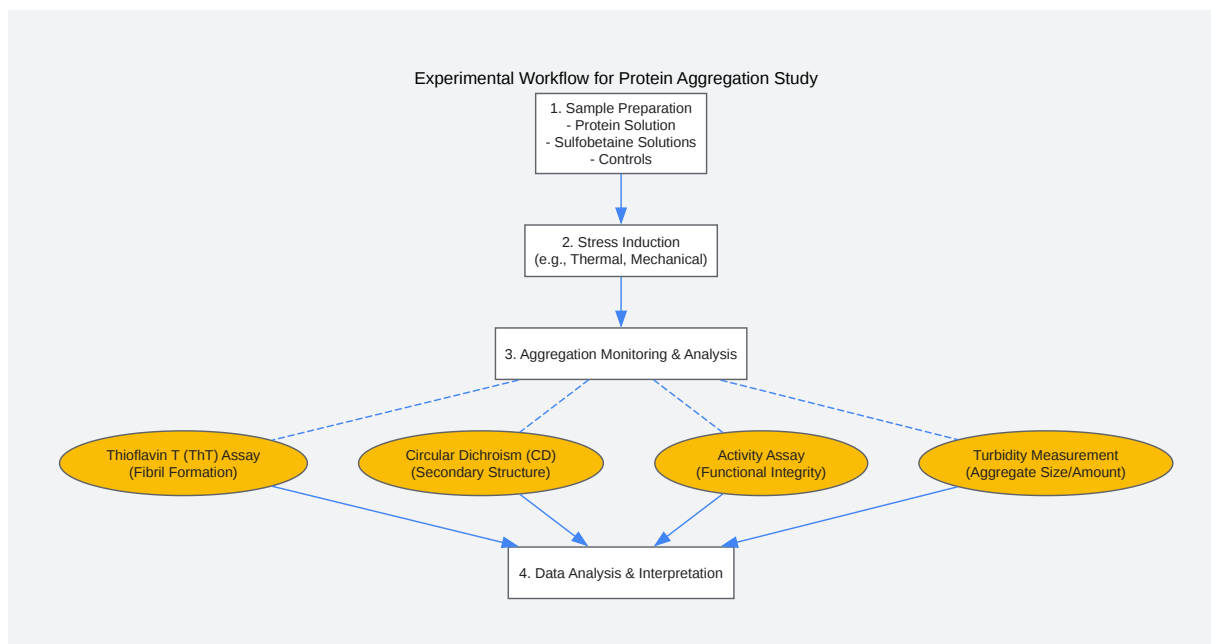 Experimental Workflow for Protein Aggregation Study
1. Sample Preparation
- Protein Solution
- Sulfobetaine Solutions
- Controls
2. Stress Induction
(e.g., Thermal, Mechanical)
3. Aggregation Monitoring & Analysis
Thioflavin T (ThT) Assay
(Fibril Formation)
Circular Dichroism (CD)
(Secondary Structure)
Activity Assay
(Functional Integrity)
Turbidity Measurement
(Aggregate Size/Amount)
4. Data Analysis & Interpretation